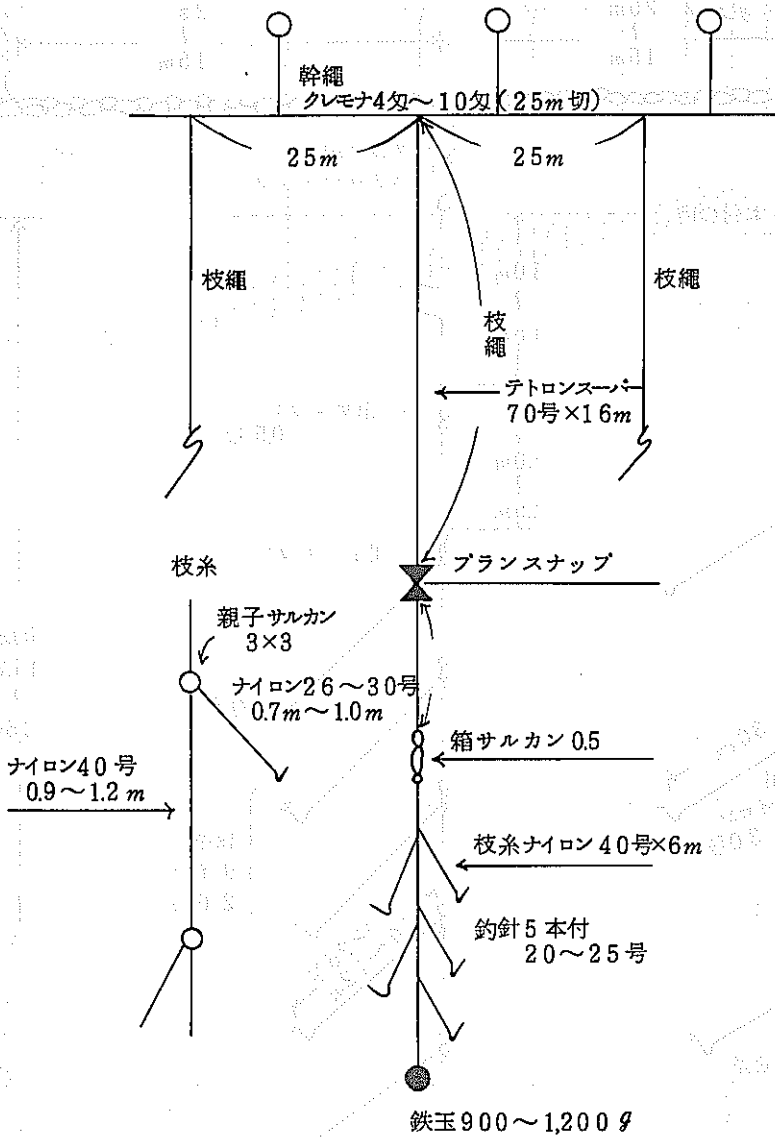 幹繩
クレモナ4匁～10匁(25m切)
25m
25m
枝繩
枝繩
枝繩
テトロンスーパー
70号×16m
ブランスナップ
枝糸
親子サルカン
3×3
ナイロン26～30号
0.7m～1.0m
箱サルカン 0.5
ナイロン40号
0.9～1.2m
枝糸ナイロン40号×6m
釣針5本付
20～25号
鉄玉900～1,200g